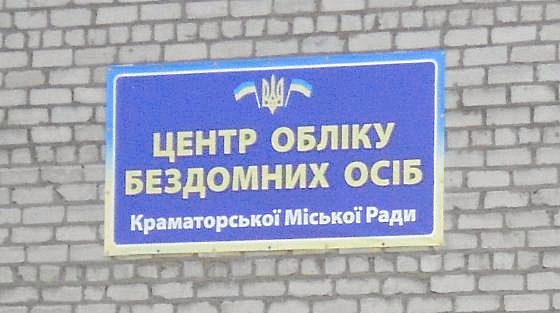 ЦЕНТР ОБЛІКУ
БЕЗДОМНИХ ОСІБ
Краматорської Міської Ради